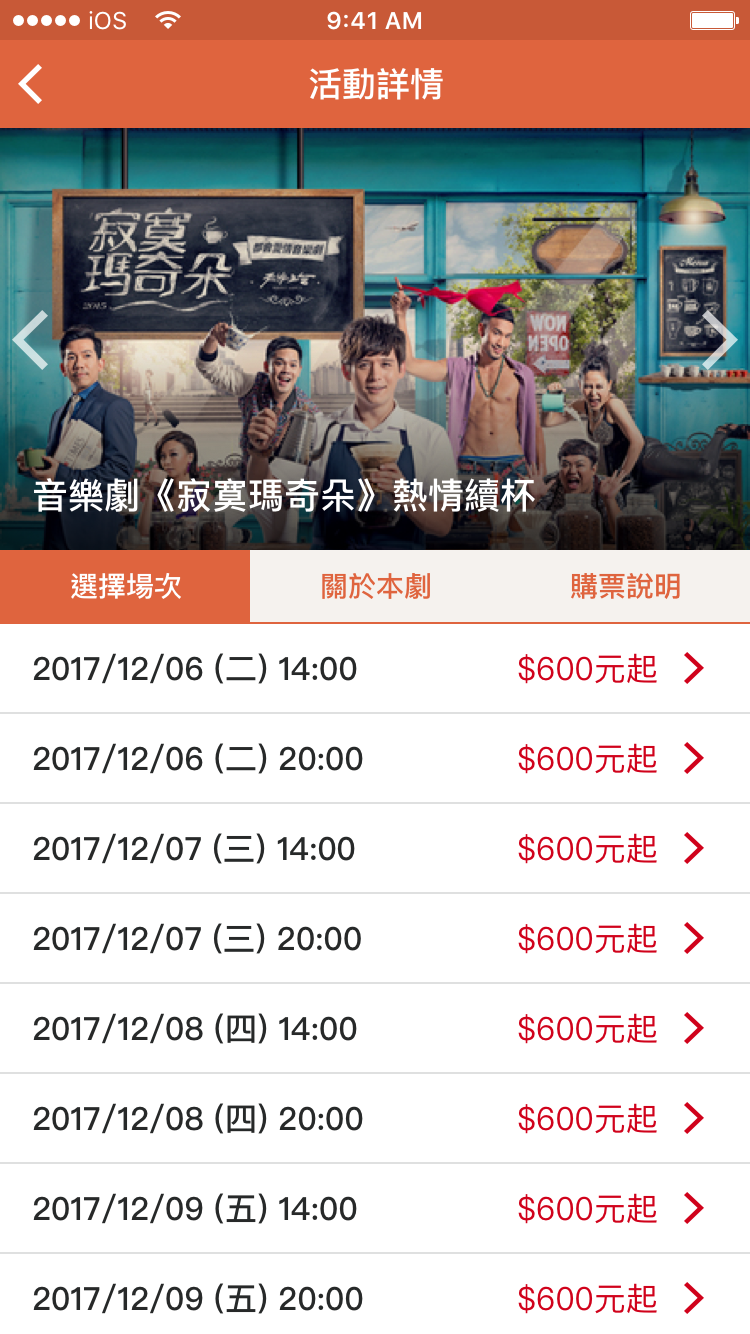 iOS 9:41 AM
活動詳情
寂寞
瑪奇朵
都會愛情音樂劇
2015
Menu
NOW
OPEN
音樂劇《寂寞瑪奇朵》熱情續杯
選擇場次 關於本劇 購票說明
2017/12/06 (二) 14:00 $600元起
2017/12/06 (二) 20:00 $600元起
2017/12/07 (三) 14:00 $600元起
2017/12/07 (三) 20:00 $600元起
2017/12/08 (四) 14:00 $600元起
2017/12/08 (四) 20:00 $600元起
2017/12/09 (五) 14:00 $600元起
2017/12/09 (五) 20:00 $600元起